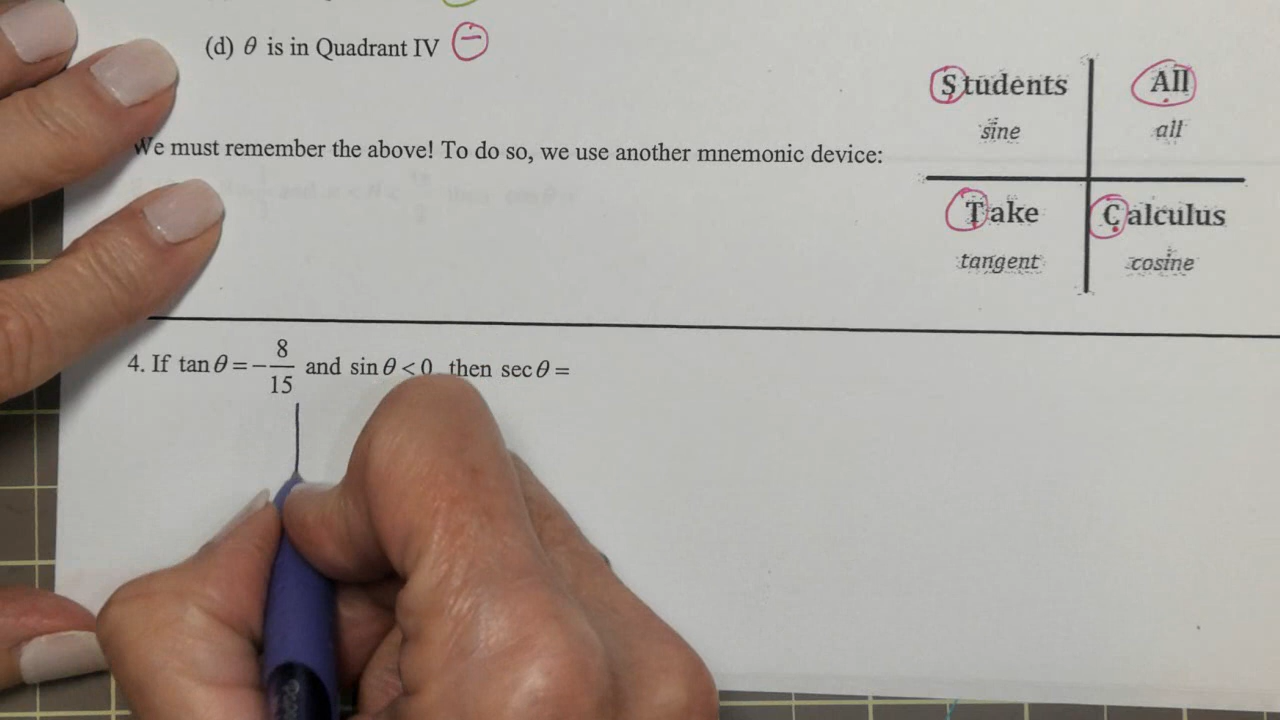 (d) θ is in Quadrant IV −
Students All
sine all
We must remember the above! To do so, we use another mnemonic device:
Take Calculus
tangent cosine
4. If tan θ = −8/15 and sin θ < 0, then sec θ =